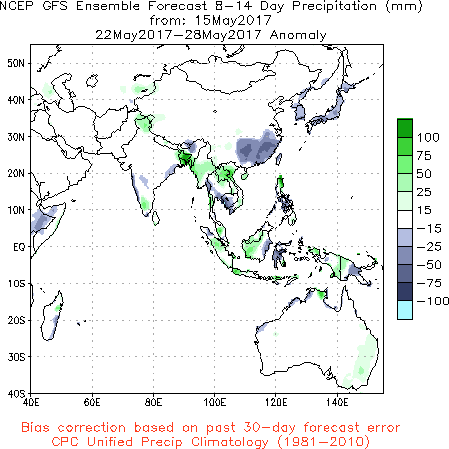 NCEP GFS Ensemble Forecast 8-14 Day Precipitation (mm)
from: 15May2017
22May2017-28May2017 Anomaly
50N
40N
30N
20N
10N
EQ
10S
20S
30S
40S
40E
60E
80E
100E
120E
140E
100
75
50
25
15
-15
-25
-50
-75
-100
Bias correction based on past 30-day forecast error
CPC Unified Precip Climatology (1981-2010)